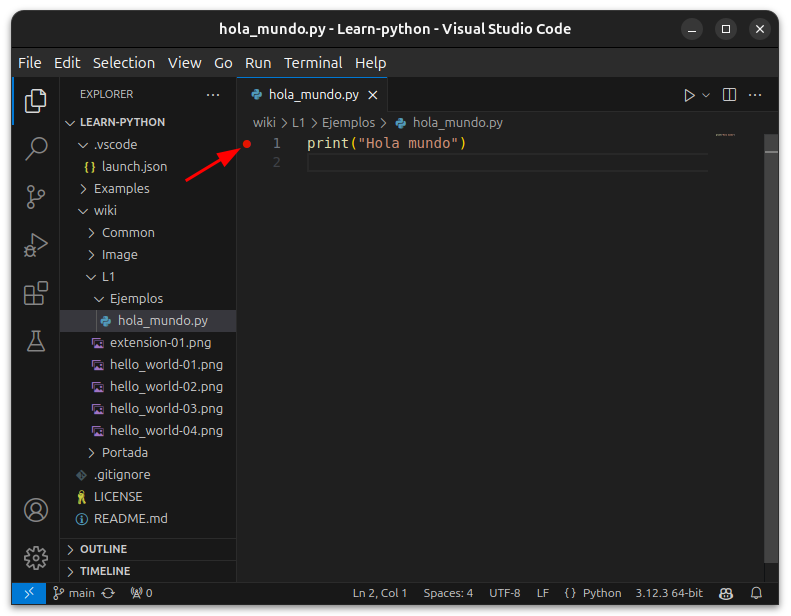 hola_mundo.py - Learn-python - Visual Studio Code
File Edit Selection View Go Run Terminal Help
EXPLORER
LEARN-PYTHON
.vscode
{} launch.json
Examples
wiki
Common
Image
L1
Ejemplos
hola_mundo.py
extension-01.png
hello_world-01.png
hello_world-02.png
hello_world-03.png
hello_world-04.png
Portada
.gitignore
LICENSE
README.md
OUTLINE
TIMELINE
hola_mundo.py
wiki > L1 > Ejemplos > hola_mundo.py
1 print("Hola mundo")
2
main 0 Ln 2, Col 1 Spaces: 4 UTF-8 LF {} Python 3.12.3 64-bit